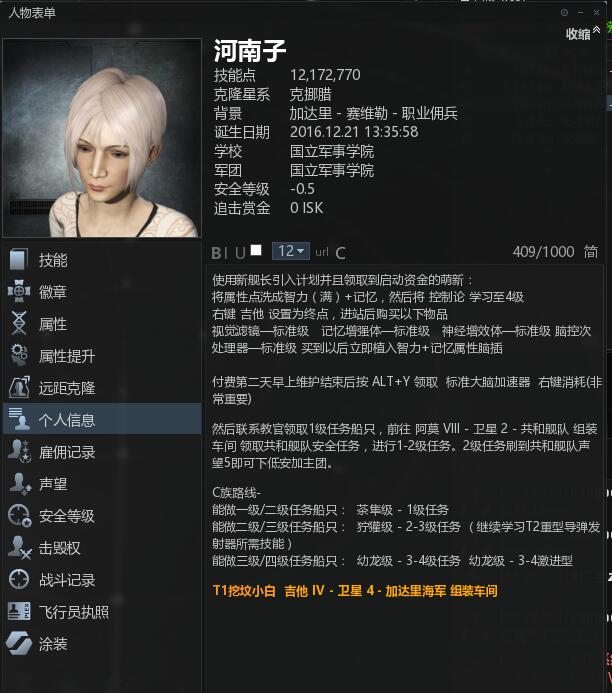 人物表单
收缩
河南子
技能点 12,172,770
克隆星系 克挪腊
背景 加达里 - 赛维勒 - 职业佣兵
诞生日期 2016.12.21 13:35:58
学校 国立军事学院
军团 国立军事学院
安全等级 -0.5
追击赏金 0 ISK
B I U 12 url C 409/1000 简
技能
徽章
属性
属性提升
远距克隆
个人信息
雇佣记录
声望
安全等级
击毁权
战斗记录
飞行员执照
涂装
使用新舰长引入计划并且领取到启动资金的萌新：
将属性点洗成智力（满）+记忆，然后将 控制论 学习至4级
右键 吉他 设置为终点，进站后购买以下物品
视觉滤镜—标准级 记忆增强体—标准级 神经增效体—标准级 脑控次
处理器—标准级 买到以后立即植入智力+记忆属性脑插
付费第二天早上维护结束后按 ALT+Y 领取 标准大脑加速器 右键消耗(非
常重要)
然后联系教官领取1级任务船只，前往 阿莫 VIII - 卫星 2 - 共和舰队 组装
车间 领取共和舰队安全任务，进行1-2级任务。2级任务刷到共和舰队声
望5即可下低安加主团。
C族路线-
能做一级/二级任务船只： 茶隼级 - 1级任务
能做二级/三级任务船只： 狞獾级 - 2-3级任务 （继续学习T2重型导弹发
射器所需技能）
能做三级/四级任务船只： 幼龙级 - 3-4级任务 幼龙级 - 3-4激进型
T1挖坟小白 吉他 IV - 卫星 4 - 加达里海军 组装车间